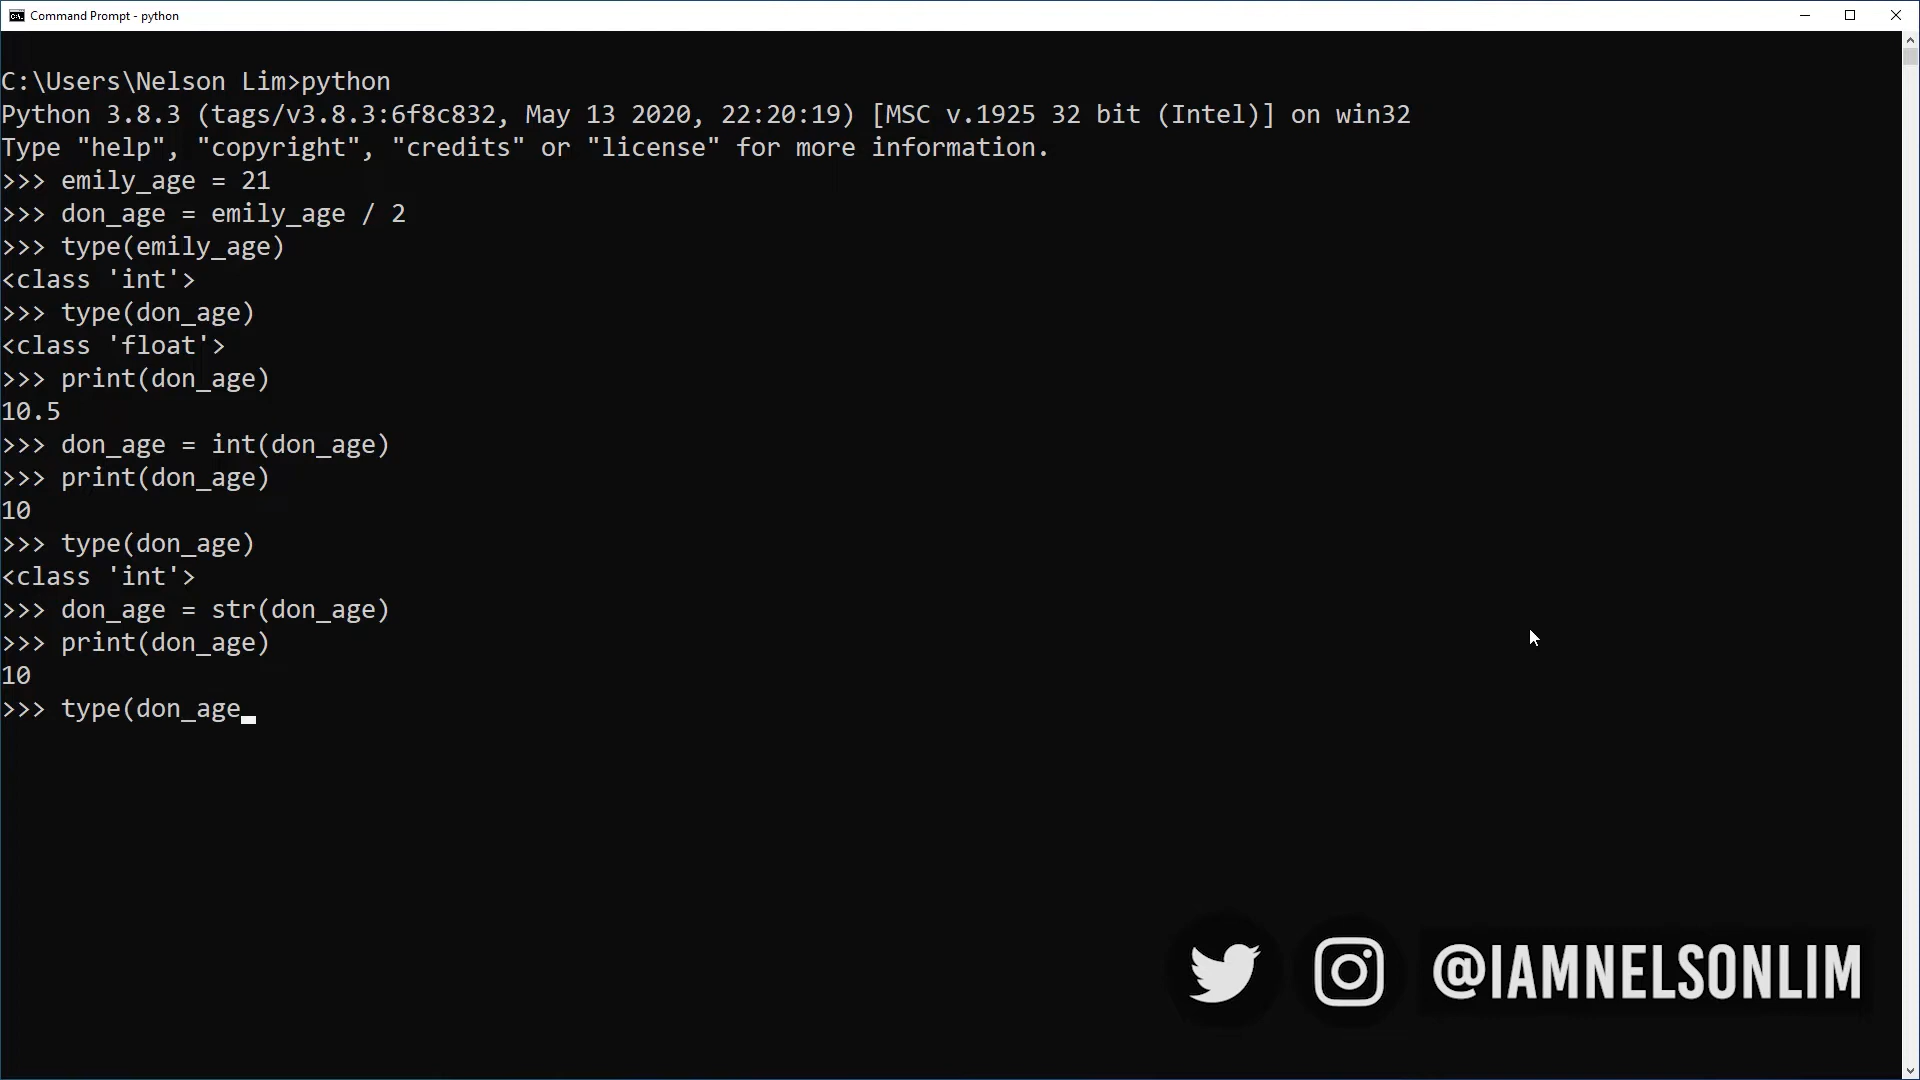 Command Prompt - python
C:\Users\Nelson Lim>python
Python 3.8.3 (tags/v3.8.3:6f8c832, May 13 2020, 22:20:19) [MSC v.1925 32 bit (Intel)] on win32
Type "help", "copyright", "credits" or "license" for more information.
>>> emily_age = 21
>>> don_age = emily_age / 2
>>> type(emily_age)
<class 'int'>
>>> type(don_age)
<class 'float'>
>>> print(don_age)
10.5
>>> don_age = int(don_age)
>>> print(don_age)
10
>>> type(don_age)
<class 'int'>
>>> don_age = str(don_age)
>>> print(don_age)
10
>>> type(don_age
@IAMNELSONLIM